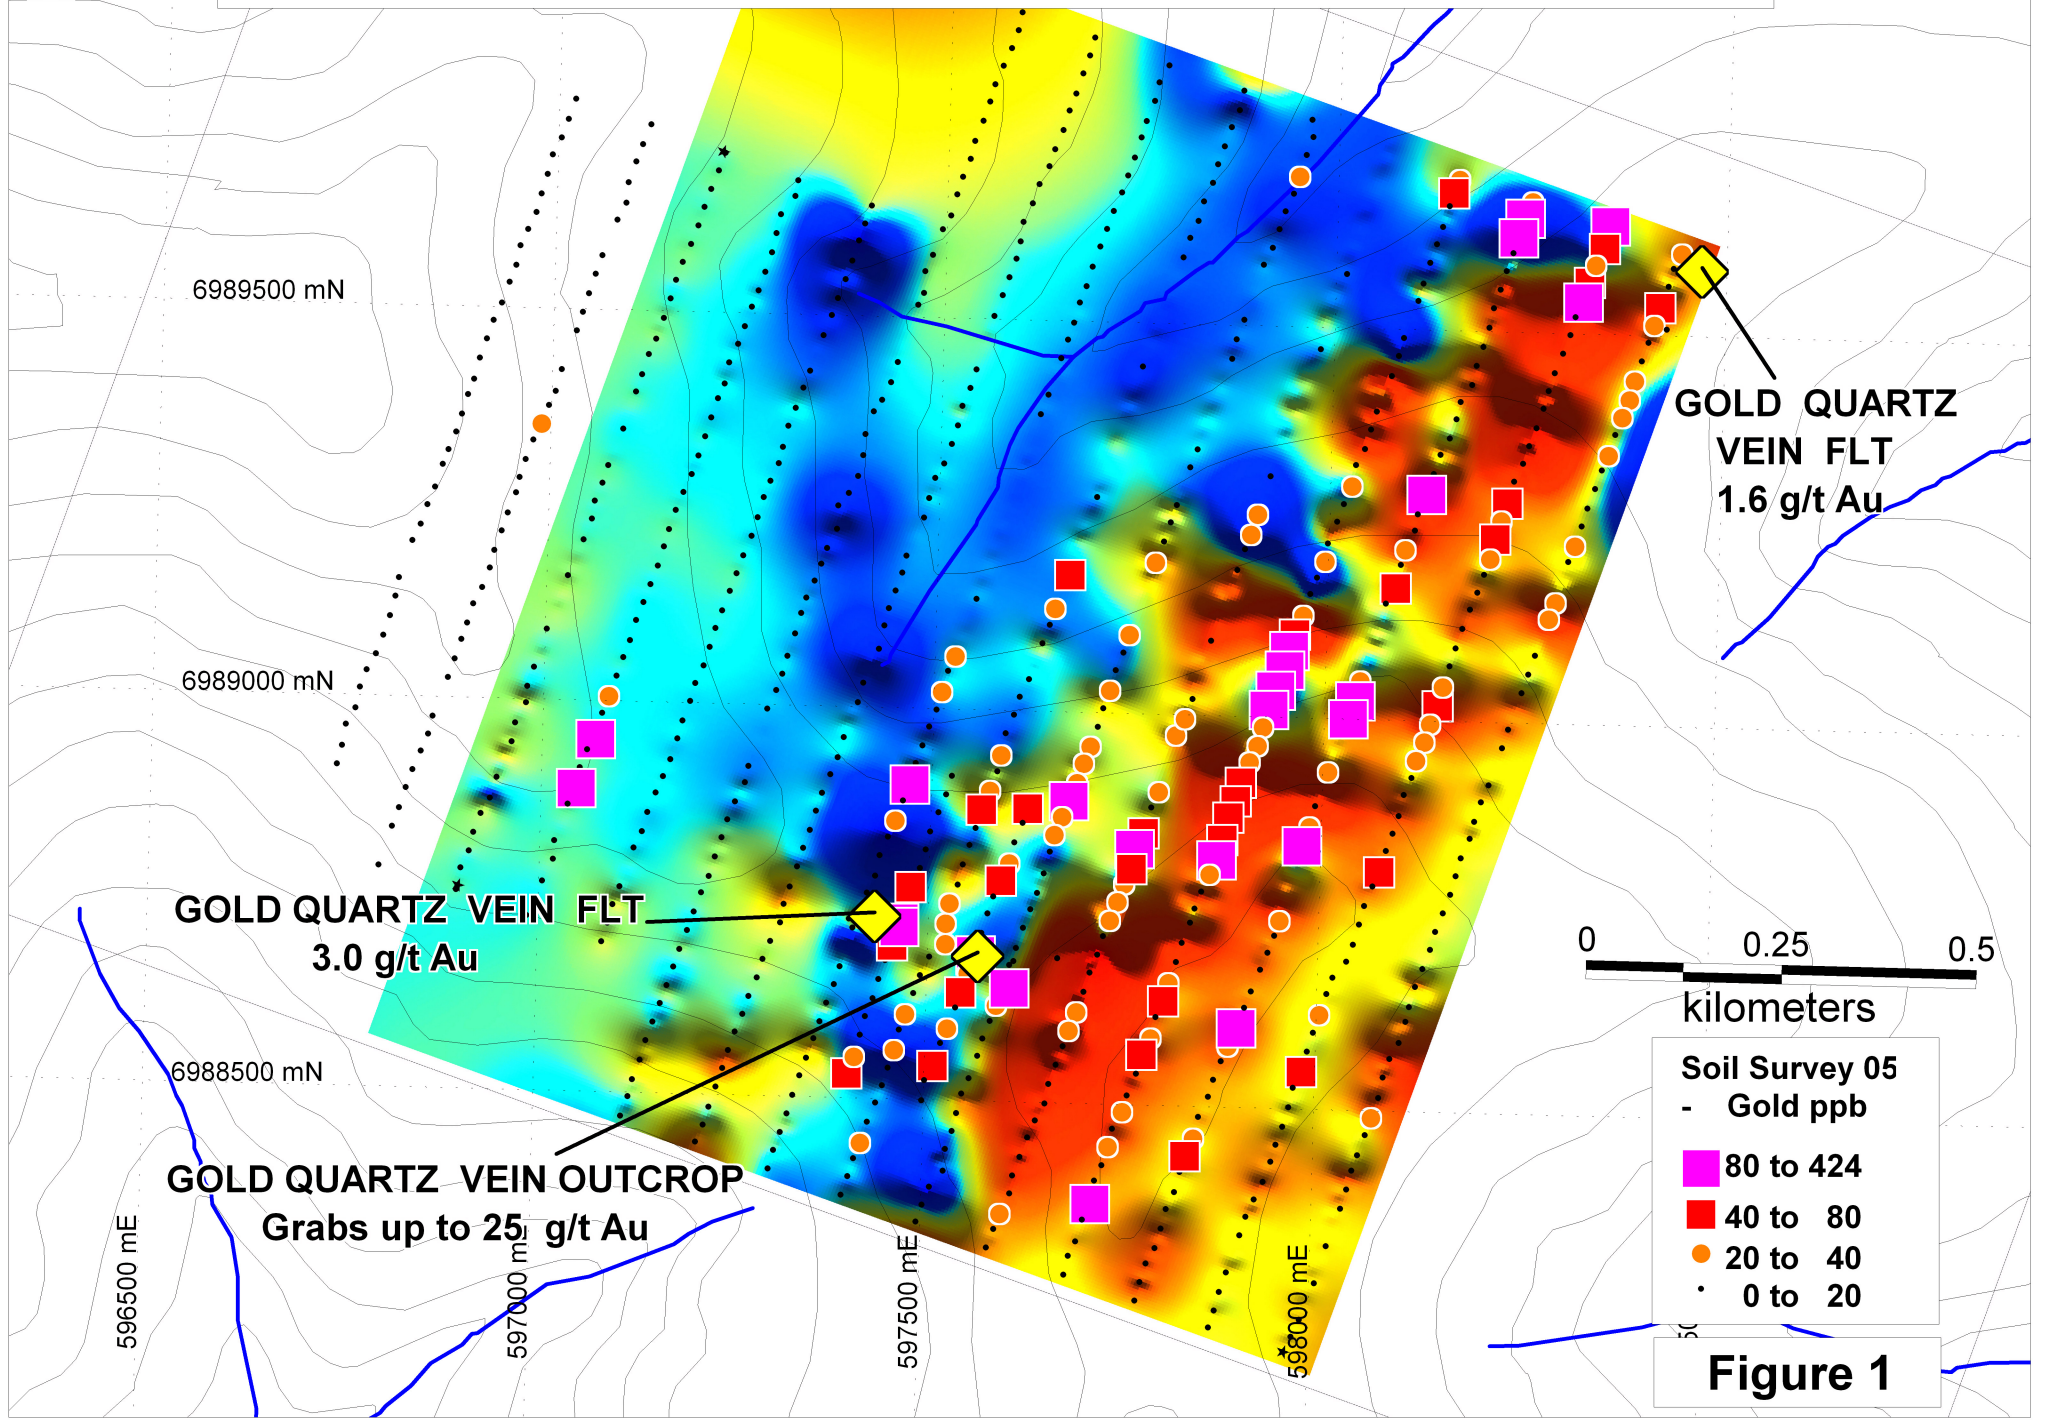 6989500 mN
GOLD QUARTZ
VEIN FLT
1.6 g/t Au
6989000 mN
GOLD QUARTZ VEIN FLT
3.0 g/t Au
0 0.25 0.5
kilometers
6988500 mN
Soil Survey 05
- Gold ppb
80 to 424
40 to 80
20 to 40
0 to 20
GOLD QUARTZ VEIN OUTCROP
Grabs up to 25 g/t Au
596500 mE
597000 mE
597500 mE
598000 mE
Figure 1